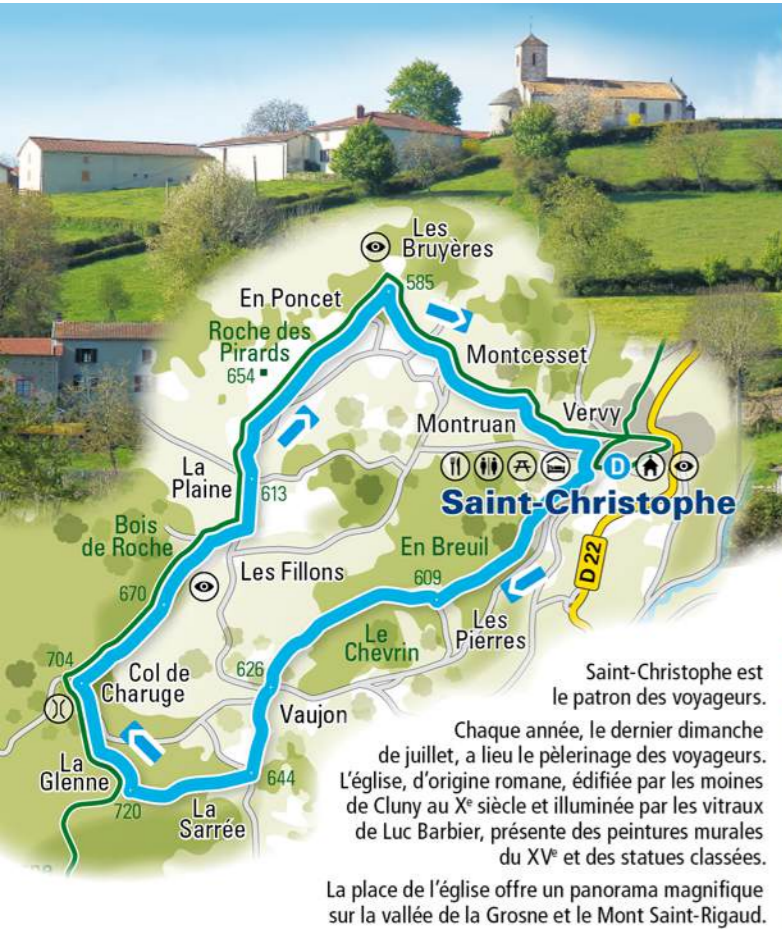 Les
Bruyères
585
En Poncet
Roche des
Pirards
654
Montcesset
Vervy
Montruan
D
Saint-Christophe
La
Plaine
613
Bois
de Roche
En Breuil
609
D 22
Les Fillons
670
Les
Pierres
Le
Chevrin
704
Col de
Charuge
626
Vaujon
La
Glenne
644
720
La
Sarrée
Saint-Christophe est
le patron des voyageurs.
Chaque année, le dernier dimanche
de juillet, a lieu le pèlerinage des voyageurs.
L'église, d'origine romane, édifiée par les moines
de Cluny au Xe siècle et illuminée par les vitraux
de Luc Barbier, présente des peintures murales
du XVe et des statues classées.
La place de l'église offre un panorama magnifique
sur la vallée de la Grosne et le Mont Saint-Rigaud.